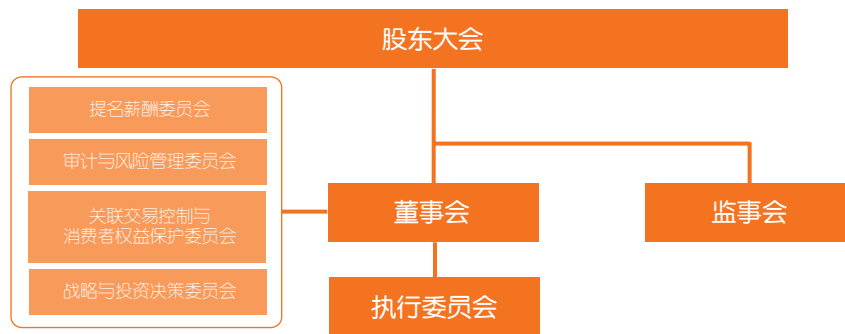 股东大会
提名薪酬委员会
审计与风险管理委员会
关联交易控制与
消费者权益保护委员会
战略与投资决策委员会
董事会
监事会
执行委员会